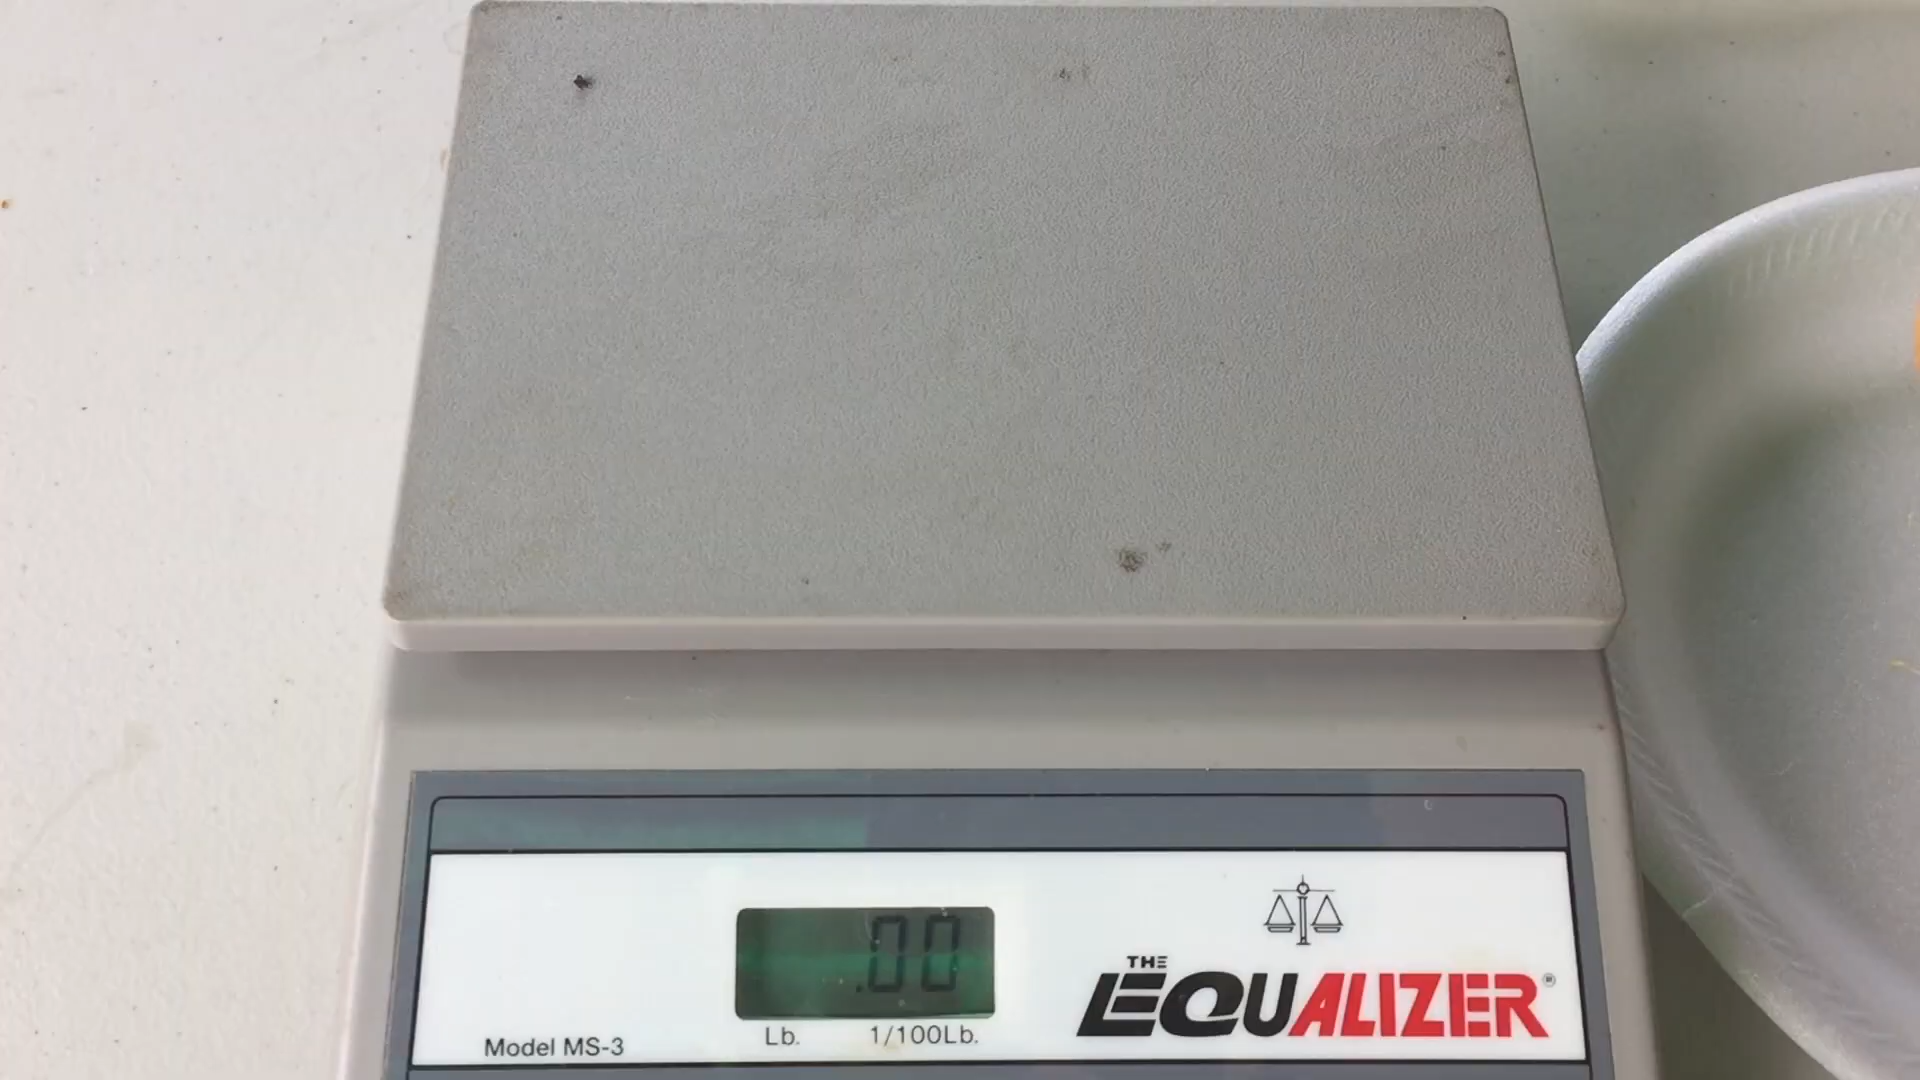 .00
Lb. 1/100Lb.
Model MS-3
THE
EQUALIZER®